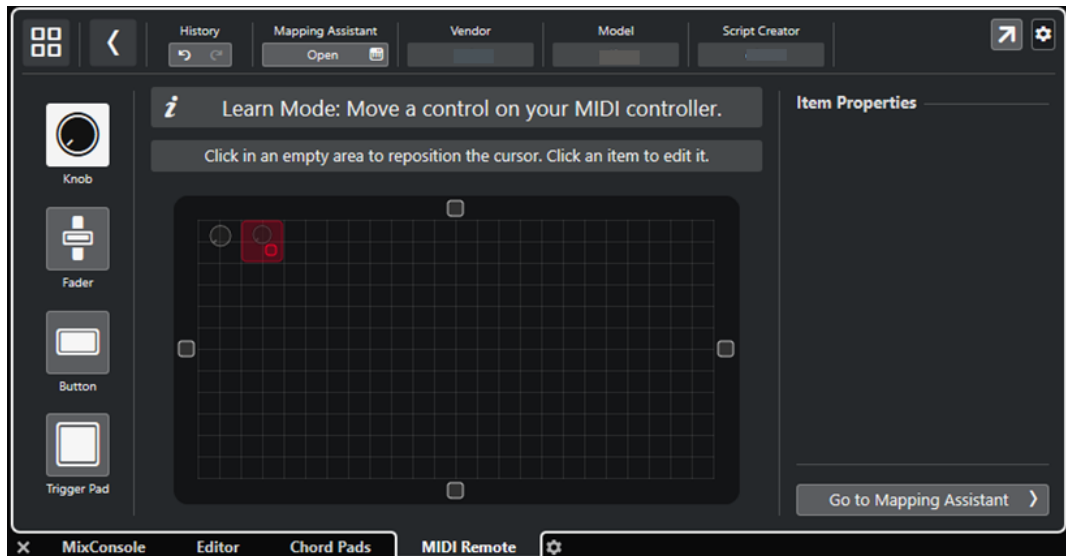 History
Mapping Assistant
Vendor
Model
Script Creator
Open
i Learn Mode: Move a control on your MIDI controller.
Click in an empty area to reposition the cursor. Click an item to edit it.
Item Properties
Knob
Fader
Button
Trigger Pad
Go to Mapping Assistant
MixConsole
Editor
Chord Pads
MIDI Remote